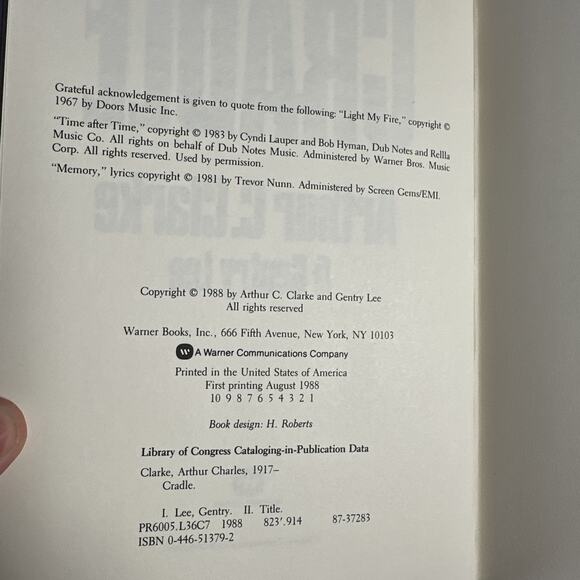 Grateful acknowledgement is given to quote from the following: "Light My Fire," copyright ©
1967 by Doors Music Inc.
"Time after Time," copyright © 1983 by Cyndi Lauper and Bob Hyman, Dub Notes and Rellla
Music Co. All rights on behalf of Dub Notes Music. Administered by Warner Bros. Music
Corp. All rights reserved. Used by permission.
"Memory," lyrics copyright © 1981 by Trevor Nunn. Administered by Screen Gems/EMI.
Copyright © 1988 by Arthur C. Clarke and Gentry Lee
All rights reserved
Warner Books, Inc., 666 Fifth Avenue, New York, NY 10103
W A Warner Communications Company
Printed in the United States of America
First printing August 1988
10 9 8 7 6 5 4 3 2 1
Book design: H. Roberts
Library of Congress Cataloging-in-Publication Data
Clarke, Arthur Charles, 1917–
Cradle.
I. Lee, Gentry. II. Title.
PR6005.L36C7 1988 823'.914 87-37283
ISBN 0-446-51379-2